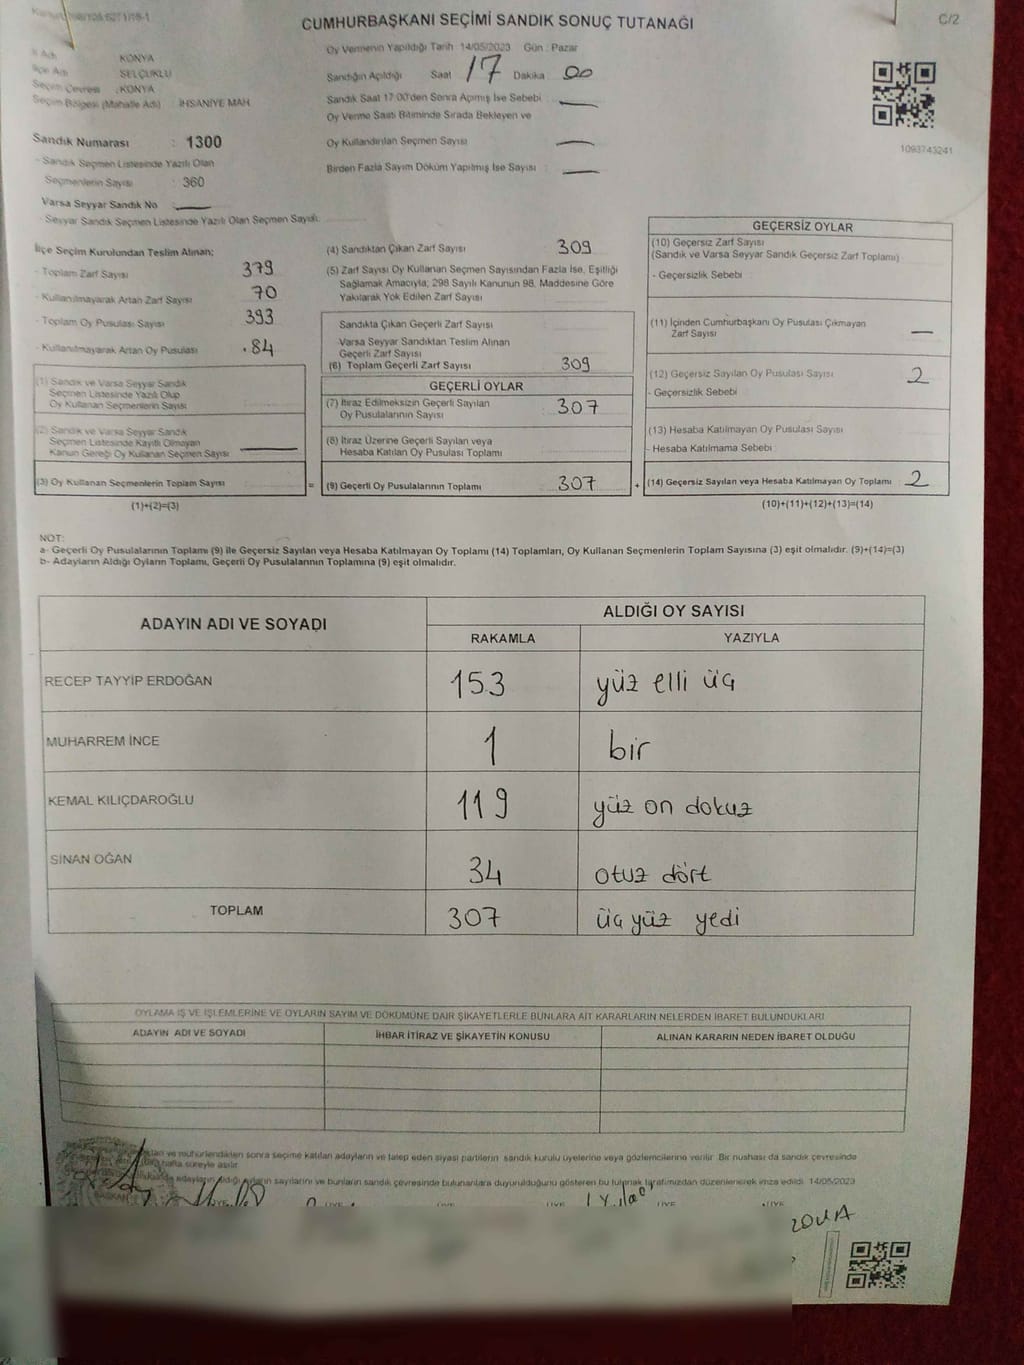 CUMHURBAŞKANI SEÇİMİ SANDIK SONUÇ TUTANAĞI
C/2
İl Adı KONYA
İlçe Adı SELÇUKLU
Seçim Çevresi : KONYA
Seçim Bölgesi (Mahalle Adı) : İHSANİYE MAH
Oy Vermenin Yapıldığı Tarih 14/05/2023 Gün : Pazar
Sandığın Açıldığı Saat 17 Dakika 00
Sandık Saat 17:00'den Sonra Açımış İse Sebebi —
Oy Verme Saati Bitiminde Sırada Bekleyen ve
Oy Kullandırılan Seçmen Sayısı —
Birden Fazla Sayım Döküm Yapılmış İse Sayısı —
1093743241
Sandık Numarası : 1300
- Sandık Seçmen Listesinde Yazılı Olan
Seçmenlerin Sayısı : 360
Varsa Seyyar Sandık No —
- Seyyar Sandık Seçmen Listesinde Yazılı Olan Seçmen Sayısı:
İlçe Seçim Kurulundan Teslim Alınan;
- Toplam Zarf Sayısı 379
- Kullanılmayarak Artan Zarf Sayısı 70
- Toplam Oy Pusulası Sayısı 393
- Kullanılmayarak Artan Oy Pusulası .84
(1) Sandık ve Varsa Seyyar Sandık
Seçmen Listesinde Yazılı Olup
Oy Kullanan Seçmenlerin Sayısı
(2) Sandık ve Varsa Seyyar Sandık
Seçmen Listesinde Kayıtlı Olmayan
Kanun Gereği Oy Kullanan Seçmen Sayısı —
(3) Oy Kullanan Seçmenlerin Toplam Sayısı =
(1)+(2)=(3)
(4) Sandıktan Çıkan Zarf Sayısı 309
(5) Zarf Sayısı Oy Kullanan Seçmen Sayısından Fazla İse, Eşitliği
Sağlamak Amacıyla; 298 Sayılı Kanunun 98. Maddesine Göre
Yakılarak Yok Edilen Zarf Sayısı
Sandıkta Çıkan Geçerli Zarf Sayısı
Varsa Seyyar Sandıktan Teslim Alınan
Geçerli Zarf Sayısı
(6) Toplam Geçerli Zarf Sayısı 309
GEÇERLİ OYLAR
(7) İtiraz Edilmeksizin Geçerli Sayılan
Oy Pusulalarının Sayısı 307
(8) İtiraz Üzerine Geçerli Sayılan veya
Hesaba Katılan Oy Pusulası Toplamı
(9) Geçerli Oy Pusulalarının Toplamı 307 +
GEÇERSİZ OYLAR
(10) Geçersiz Zarf Sayısı
(Sandık ve Varsa Seyyar Sandık Geçersiz Zarf Toplamı)
- Geçersizlik Sebebi
(11) İçinden Cumhurbaşkanı Oy Pusulası Çıkmayan
Zarf Sayısı —
(12) Geçersiz Sayılan Oy Pusulası Sayısı 2
- Geçersizlik Sebebi
(13) Hesaba Katılmayan Oy Pusulası Sayısı
- Hesaba Katılmama Sebebi
(14) Geçersiz Sayılan veya Hesaba Katılmayan Oy Toplamı : 2
(10)+(11)+(12)+(13)=(14)
NOT:
a- Geçerli Oy Pusulalarının Toplamı (9) ile Geçersiz Sayılan veya Hesaba Katılmayan Oy Toplamı (14) Toplamları, Oy Kullanan Seçmenlerin Toplam Sayısına (3) eşit olmalıdır. (9)+(14)=(3)
b- Adayların Aldığı Oyların Toplamı, Geçerli Oy Pusulalarının Toplamına (9) eşit olmalıdır.
ADAYIN ADI VE SOYADI
ALDIĞI OY SAYISI
RAKAMLA YAZIYLA
RECEP TAYYİP ERDOĞAN 153 yüz elli üç
MUHARREM İNCE 1 bir
KEMAL KILIÇDAROĞLU 119 yüz on dokuz
SİNAN OĞAN 34 otuz dört
TOPLAM 307 üç yüz yedi
OYLAMA İŞ VE İŞLEMLERİNE VE OYLARIN SAYIM VE DÖKÜMÜNE DAİR ŞİKAYETLERLE BUNLARA AİT KARARLARIN NELERDEN İBARET BULUNDUKLARI
ADAYIN ADI VE SOYADI İHBAR İTİRAZ VE ŞİKAYETİN KONUSU ALINAN KARARIN NEDEN İBARET OLDUĞU
ve mühürlendikten sonra seçime katılan adayların ve talep eden siyasi partilerin sandık kurulu üyelerine veya gözlemcilerine verilir. Bir nushası da sandık çevresinde
hafta süreyle asılır.
adayların aldığı oyların sayılarını ve bunların sandık çevresinde bulunanlara duyurulduğunu gösteren bu tutanak tarafımızdan düzenlenerek imza edildi. 14/05/2023
BAŞKAN ÜYE ÜYE ÜYE ÜYE ÜYE